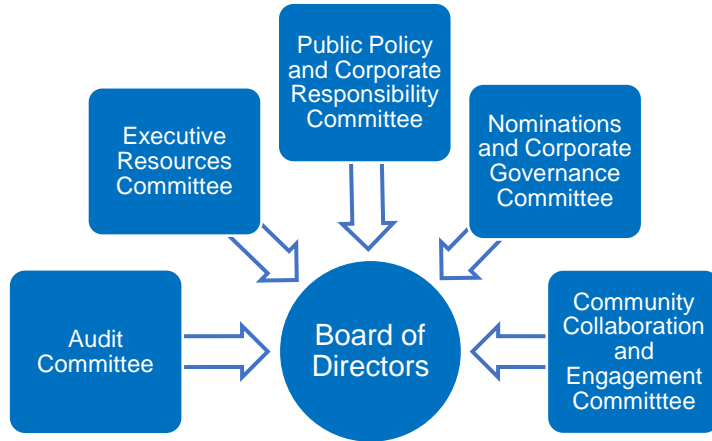 Public Policy
and Corporate
Responsibility
Committee
Executive
Resources
Committee
Nominations
and Corporate
Governance
Committee
Audit
Committee
Board of
Directors
Community
Collaboration
and
Engagement
Committtee